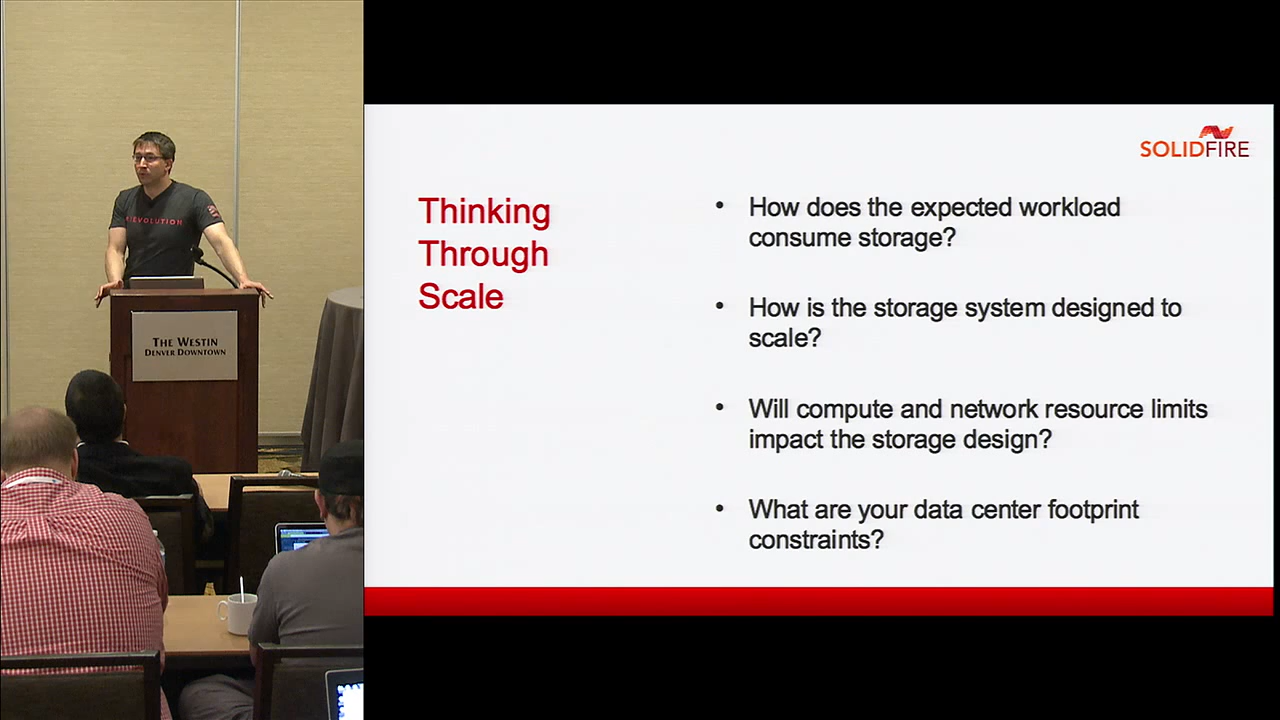 SOLIDFIRE
Thinking
Through
Scale
• How does the expected workload
consume storage?
• How is the storage system designed to
scale?
• Will compute and network resource limits
impact the storage design?
• What are your data center footprint
constraints?
THE WESTIN
DENVER DOWNTOWN